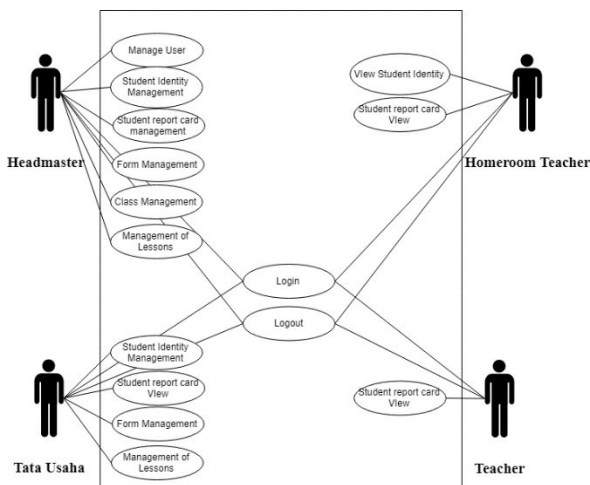 Manage User
Student Identity
Management
Student report card
management
Form Management
Class Management
Management of
Lessons
Headmaster
VIew Student Identity
Student report card
VIew
Homeroom Teacher
Login
Logout
Student Identity
Management
Student report card
VIew
Form Management
Management of
Lessons
Tata Usaha
Student report card
VIew
Teacher